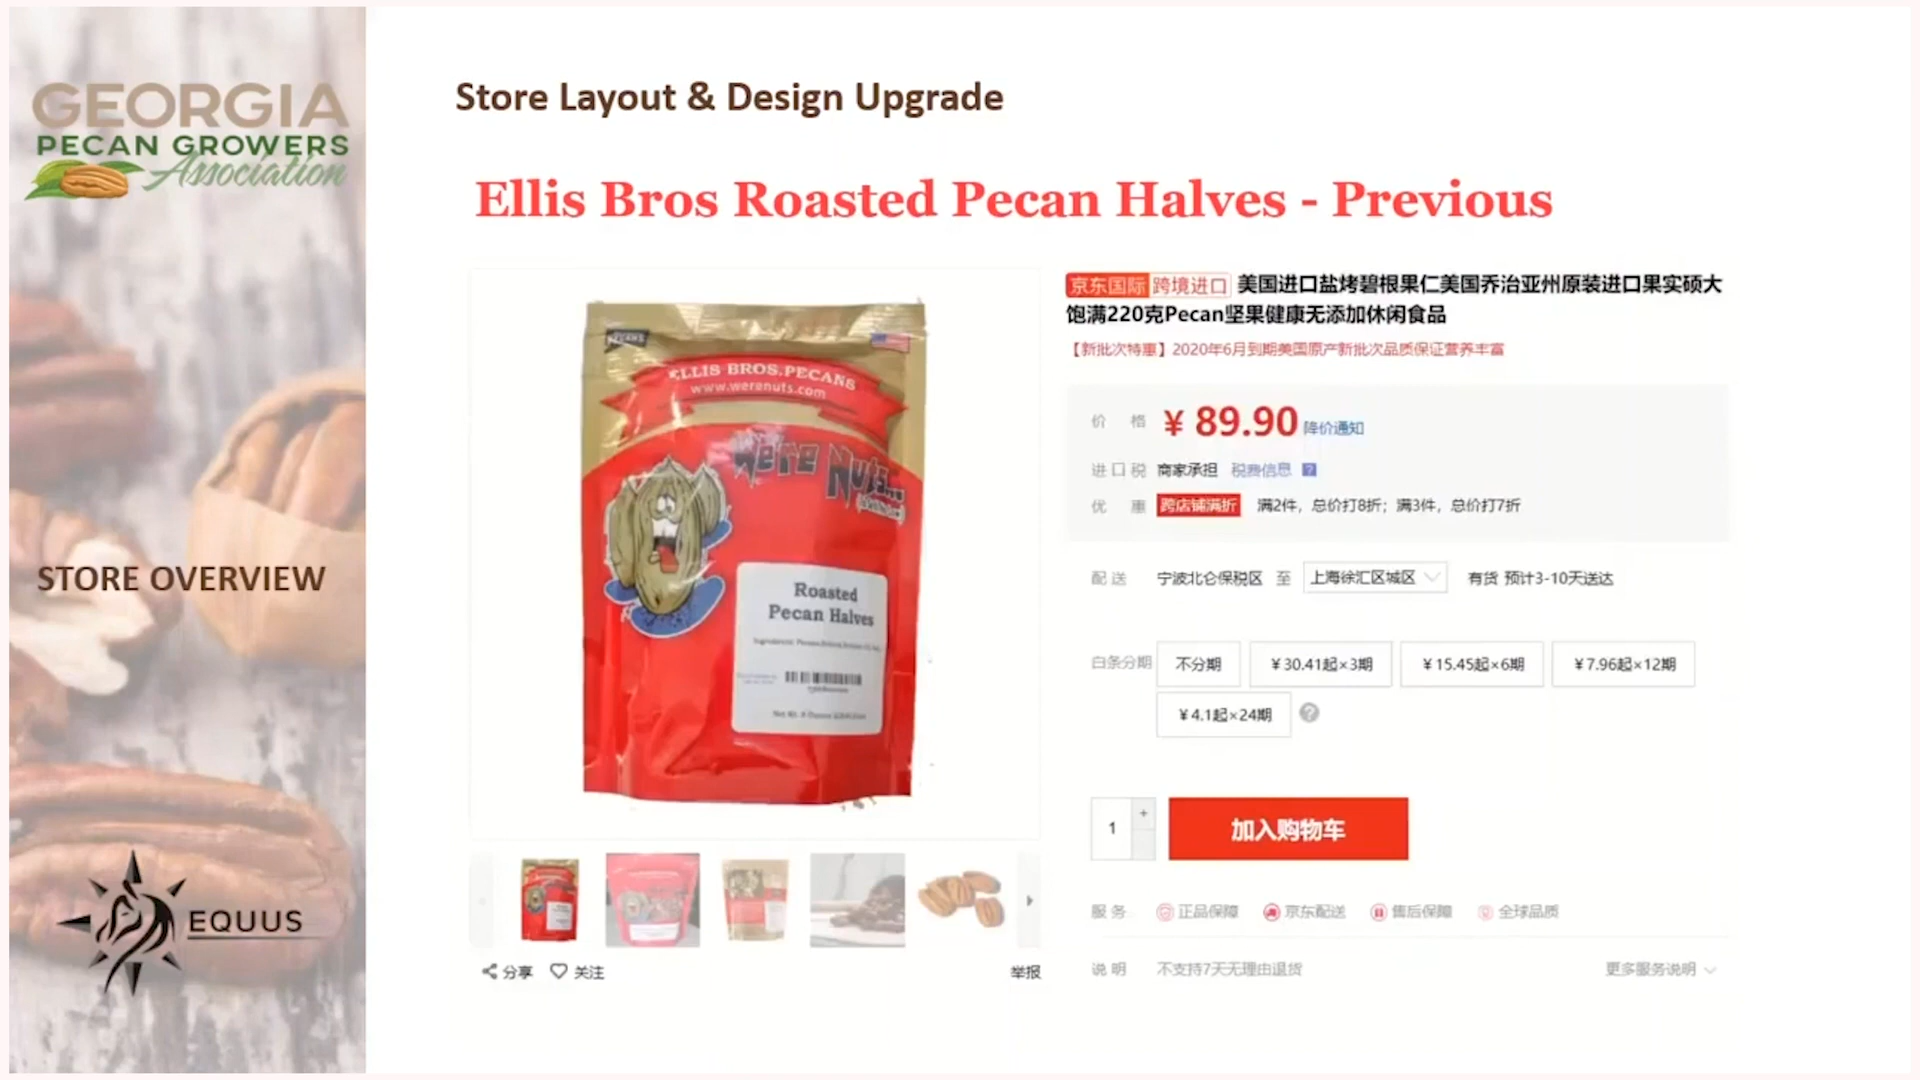 GEORGIA
PECAN GROWERS
Association
STORE OVERVIEW
EQUUS
Store Layout & Design Upgrade
Ellis Bros Roasted Pecan Halves - Previous
PECANS
ELLIS BROS.PECANS
www.werenuts.com
We're Nuts...
Roasted
Pecan Halves
分享 关注 举报
京东国际 跨境进口 美国进口盐烤碧根果仁美国乔治亚州原装进口果实硕大
饱满220克Pecan坚果健康无添加休闲食品
【新批次特惠】2020年6月到期美国原产新批次品质保证营养丰富
价 格 ¥ 89.90 降价通知
进口税 商家承担 税费信息 ?
优 惠 跨店铺满折 满2件，总价打8折；满3件，总价打7折
配送 宁波北仑保税区 至 上海徐汇区城区 有货 预计3-10天送达
白条分期 不分期 ¥30.41起×3期 ¥15.45起×6期 ¥7.96起×12期
¥4.1起×24期 ?
1 + 加入购物车
服务 正品保障 京东配送 售后保障 全球品质
说明 不支持7天无理由退货 更多服务说明